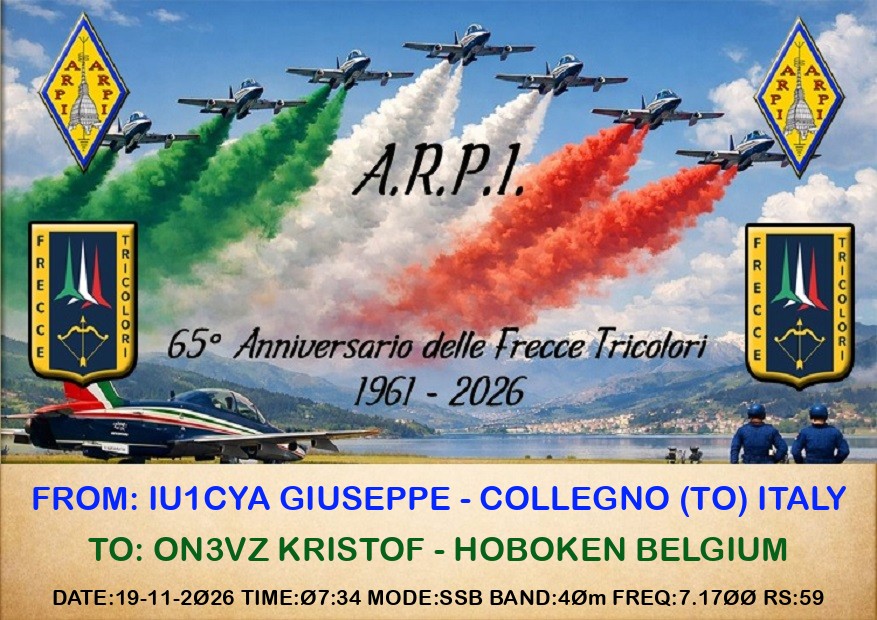 ARPI ARPI
ARPI ARPI
A.R.P.I.
FRECCE TRICOLORI
FRECCE TRICOLORI
65° Anniversario delle Frecce Tricolori
1961 - 2026
FROM: IU1CYA GIUSEPPE - COLLEGNO (TO) ITALY
TO: ON3VZ KRISTOF - HOBOKEN BELGIUM
DATE:19-11-2Ø26 TIME:Ø7:34 MODE:SSB BAND:4Øm FREQ:7.17ØØ RS:59